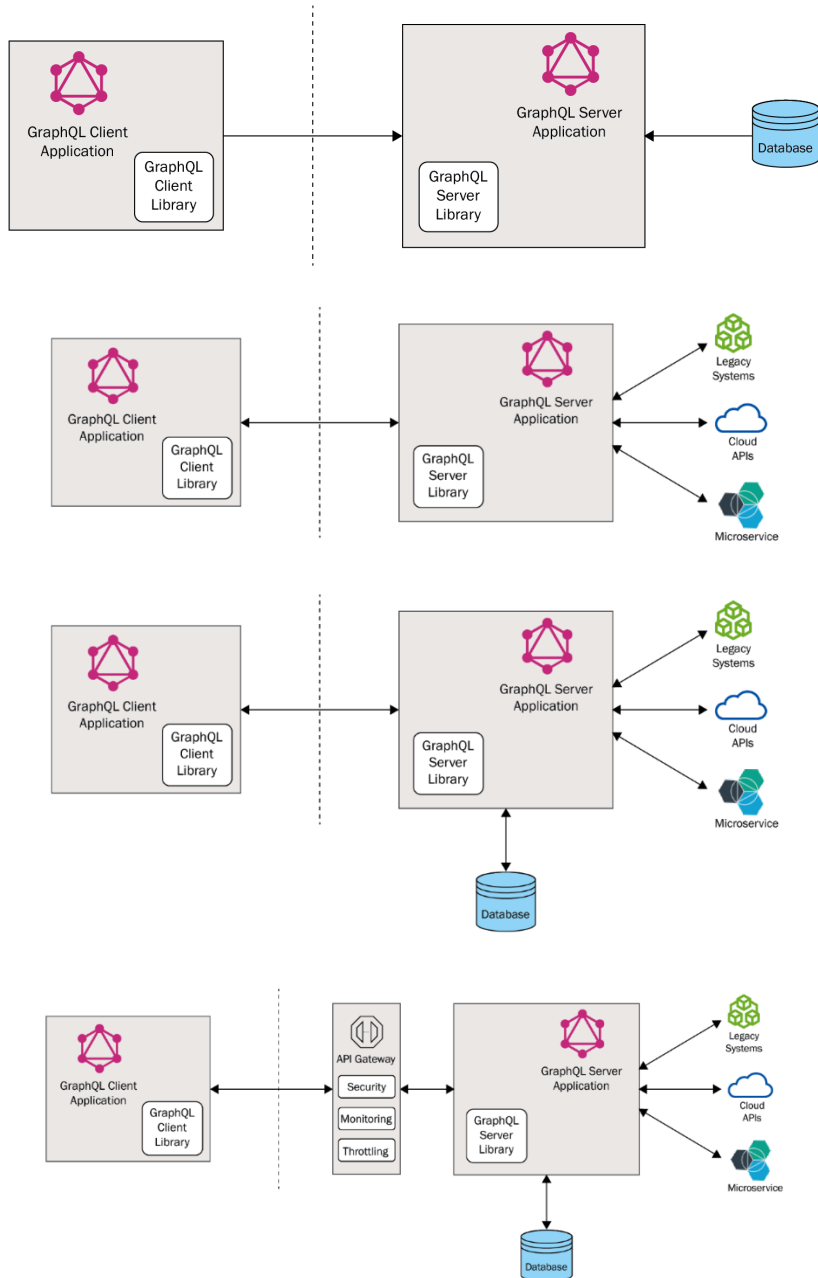 GraphQL Client
Application
GraphQL
Client
Library
GraphQL Server
Application
GraphQL
Server
Library
Database
GraphQL Client
Application
GraphQL
Client
Library
GraphQL Server
Application
GraphQL
Server
Library
Legacy
Systems
Cloud
APIs
Microservice
GraphQL Client
Application
GraphQL
Client
Library
GraphQL Server
Application
GraphQL
Server
Library
Legacy
Systems
Cloud
APIs
Microservice
Database
GraphQL Client
Application
GraphQL
Client
Library
API Gateway
Security
Monitoring
Throttling
GraphQL Server
Application
GraphQL
Server
Library
Legacy
Systems
Cloud
APIs
Microservice
Database